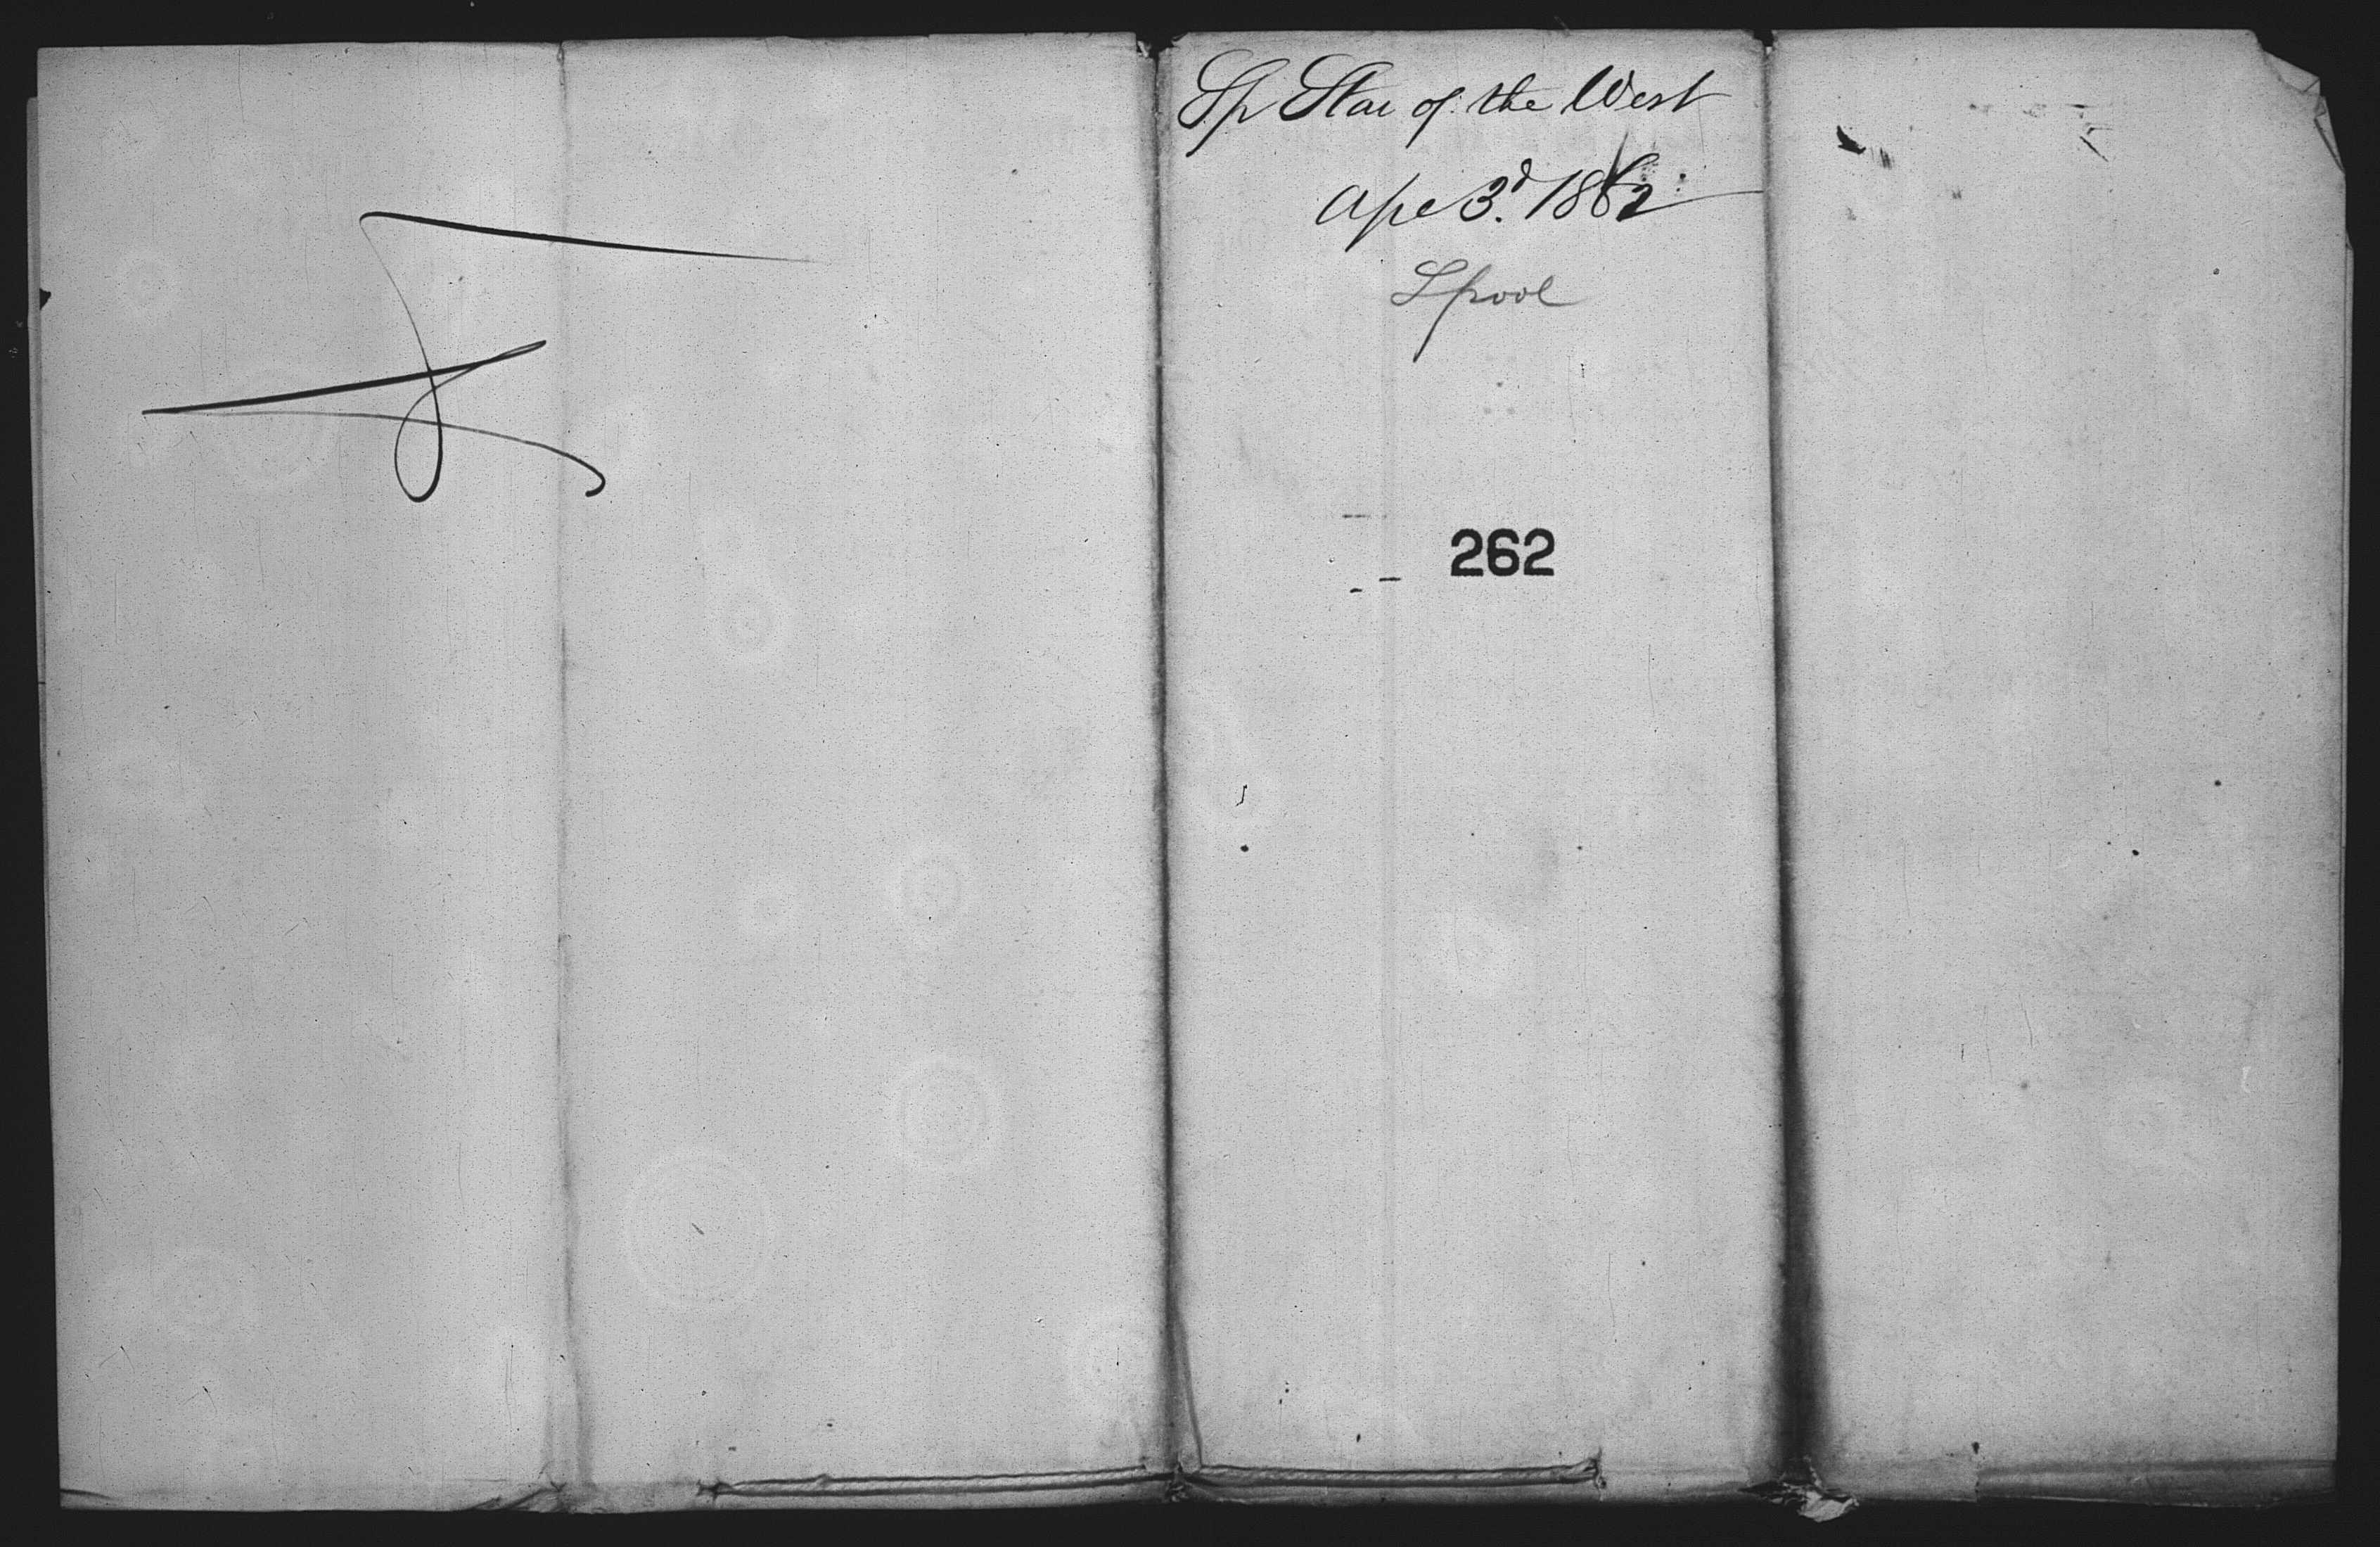 Sp Star of the West
Apl 3d. 1862
Lpool
262